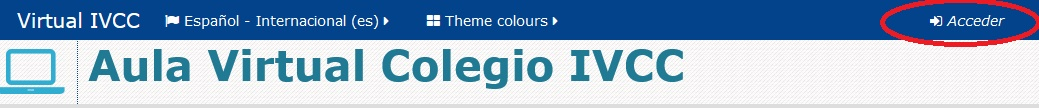 Virtual IVCC Español - Internacional (es) Theme colours Acceder
Aula Virtual Colegio IVCC